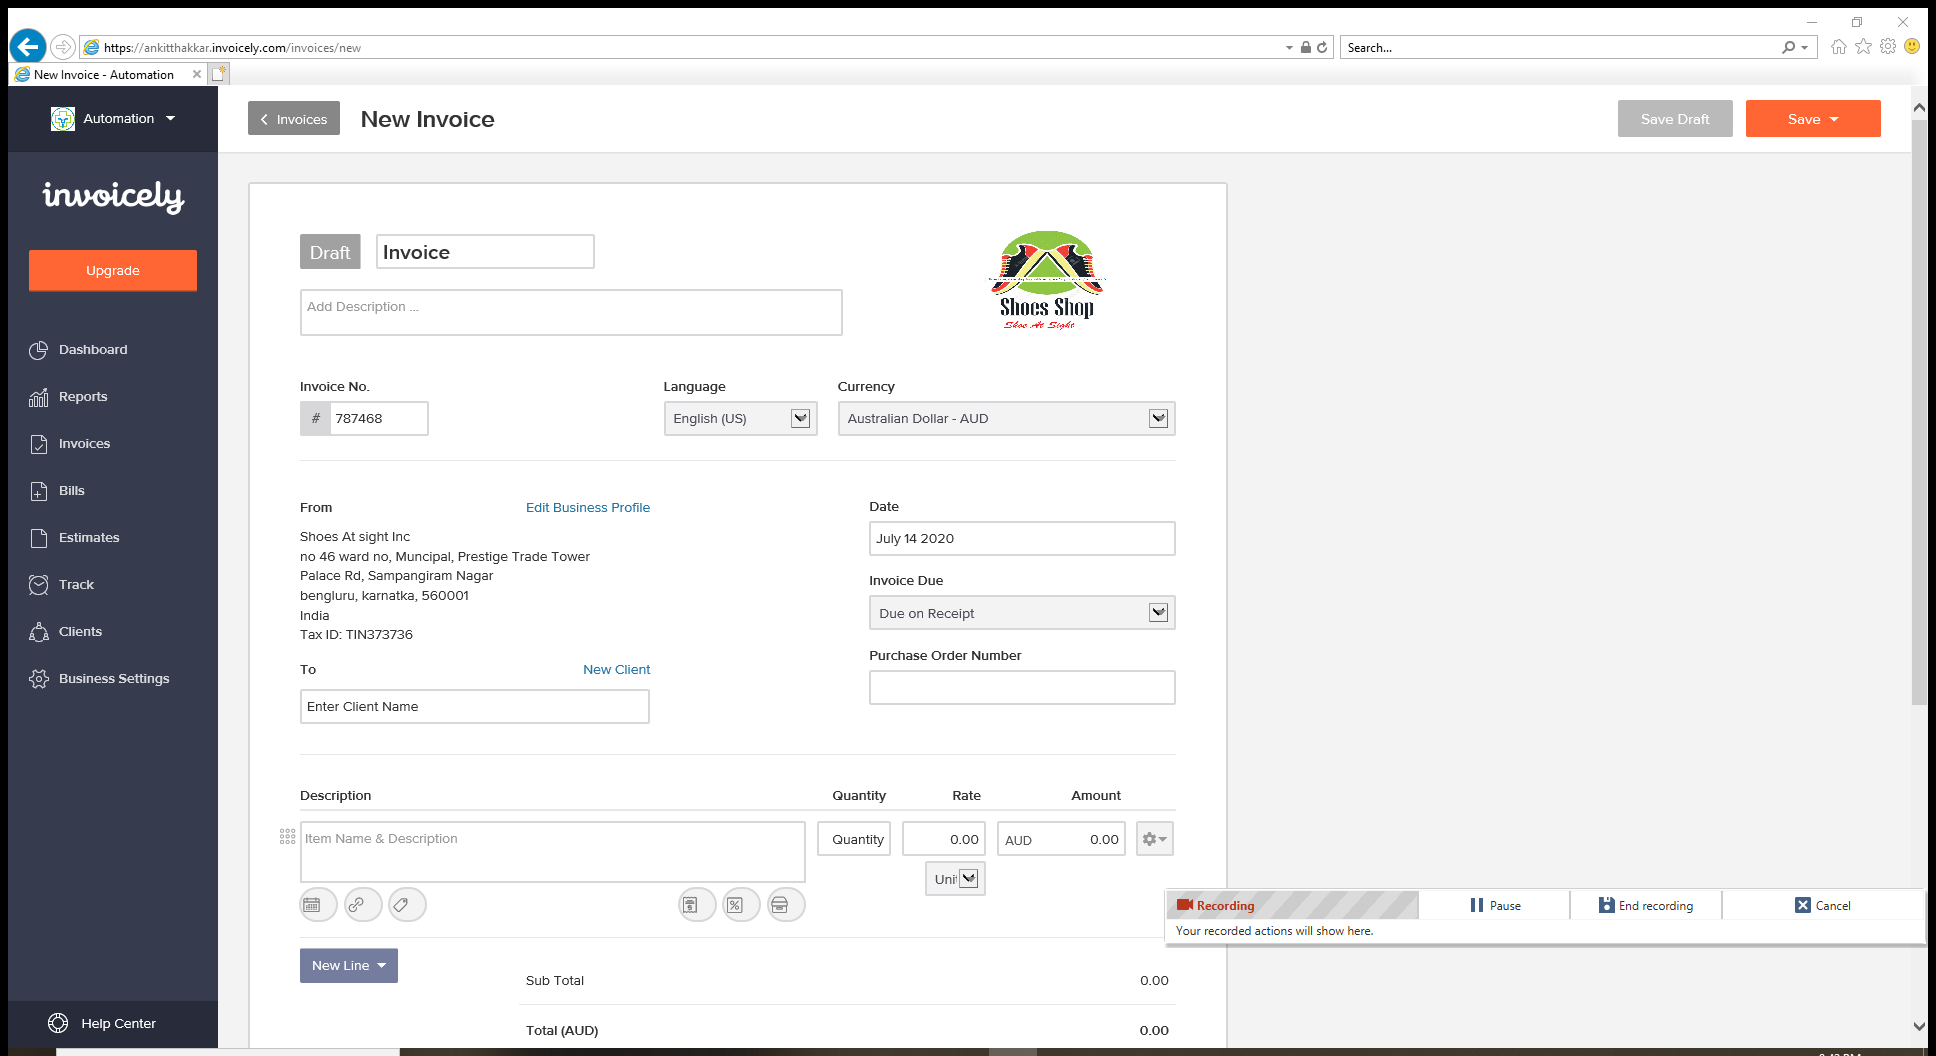 https://ankitthakkar.invoicely.com/invoices/new
Search...
New Invoice - Automation
Automation
Invoices
New Invoice
Save Draft
Save
invoicely
Upgrade
Dashboard
Reports
Invoices
Bills
Estimates
Track
Clients
Business Settings
Help Center
Draft
Invoice
Add Description ...
Shoes Shop
Shoe At Sight
Invoice No.
Language
Currency
# 787468
English (US)
Australian Dollar - AUD
From
Edit Business Profile
Shoes At sight Inc
no 46 ward no, Muncipal, Prestige Trade Tower
Palace Rd, Sampangiram Nagar
bengluru, karnatka, 560001
India
Tax ID: TIN373736
To
New Client
Enter Client Name
Date
July 14 2020
Invoice Due
Due on Receipt
Purchase Order Number
Description Quantity Rate Amount
Item Name & Description
Quantity
0.00
AUD 0.00
Uni
New Line
Sub Total 0.00
Total (AUD) 0.00
Recording
Pause
End recording
Cancel
Your recorded actions will show here.